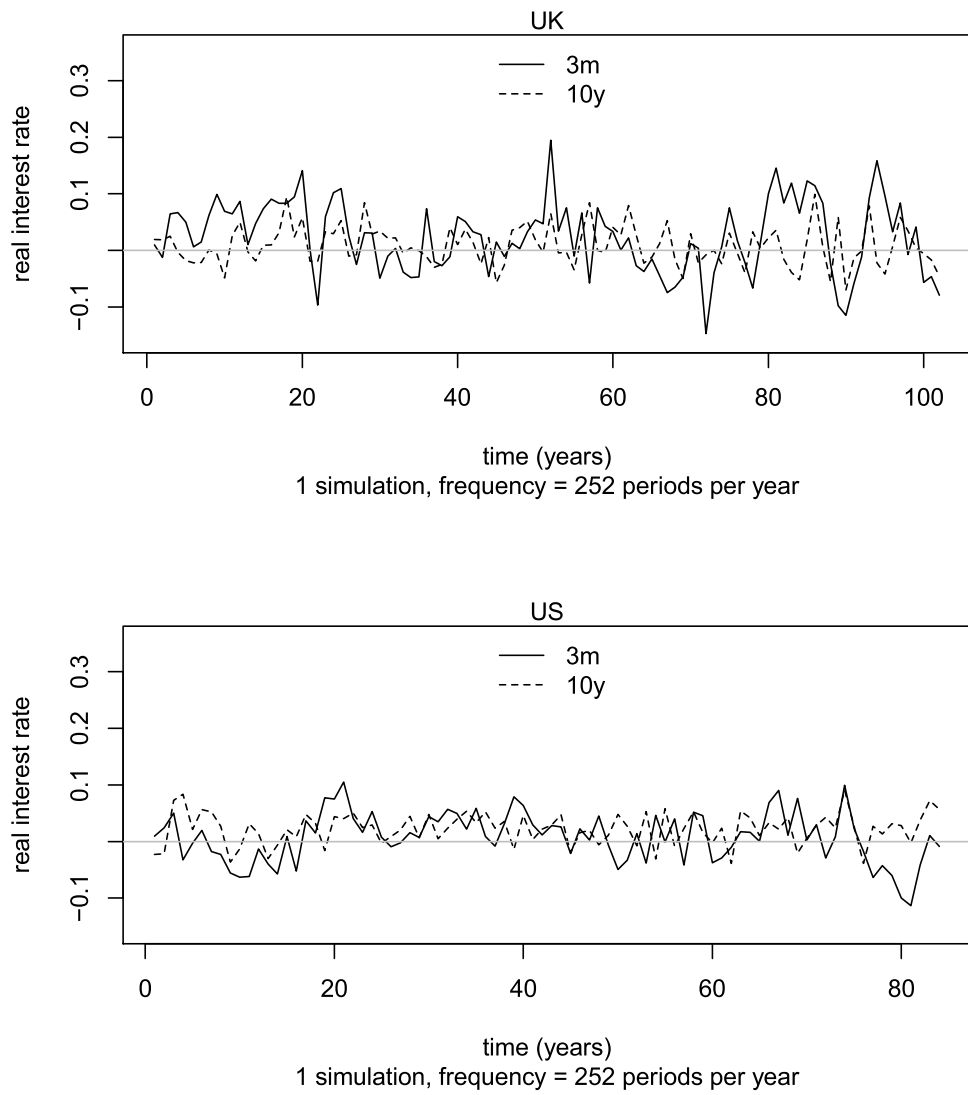 UK
3m
10y
real interest rate
0.3
0.2
0.1
−0.1
0 20 40 60 80 100
time (years)
1 simulation, frequency = 252 periods per year
US
3m
10y
real interest rate
0.3
0.2
0.1
−0.1
0 20 40 60 80
time (years)
1 simulation, frequency = 252 periods per year